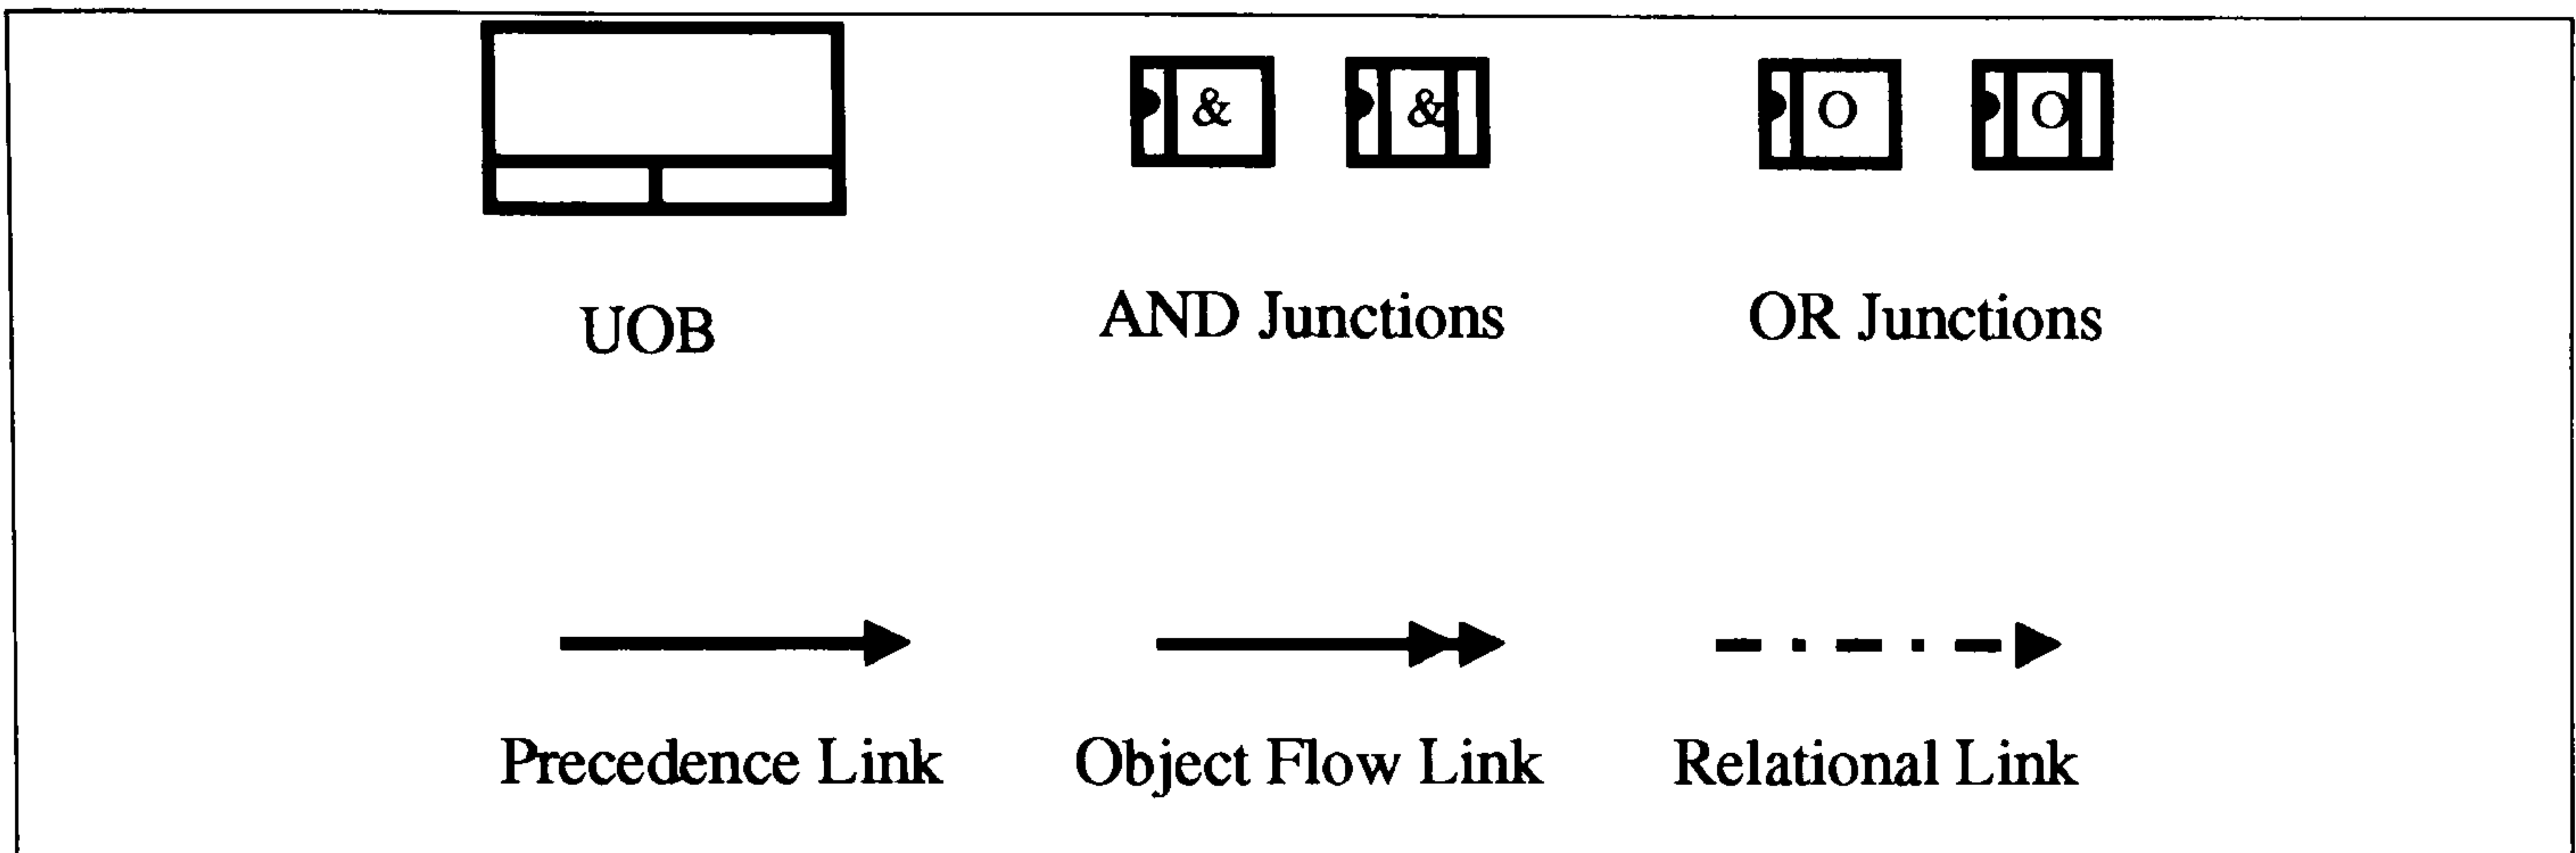 & & O O
UOB AND Junctions OR Junctions
Precedence Link Object Flow Link Relational Link